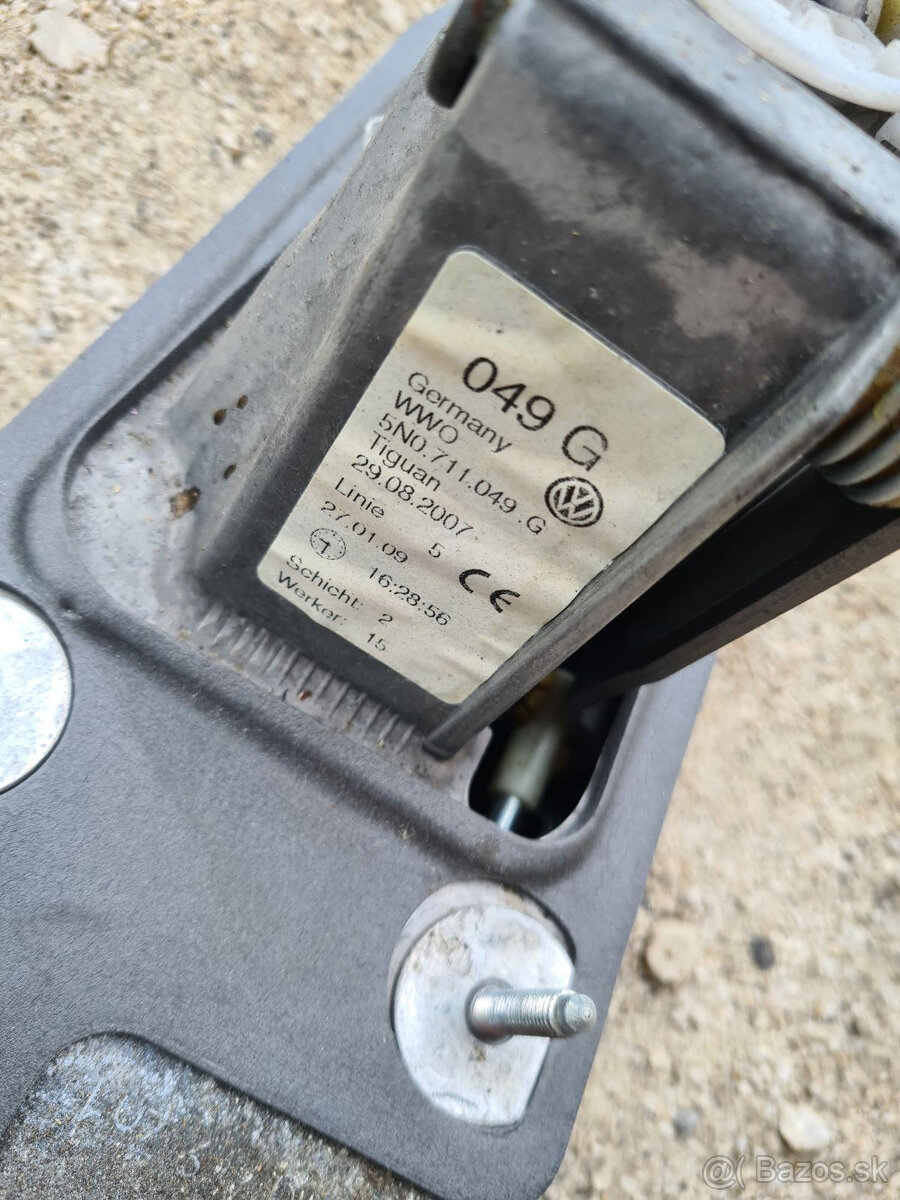 049 G
Germany
WWO
5N0.711.049 .G
Tiguan
29.08.2007
Linie 5
27.01.09 16:28:56
CE
Schicht: 2
Werker: 15
@( Bazos.sk